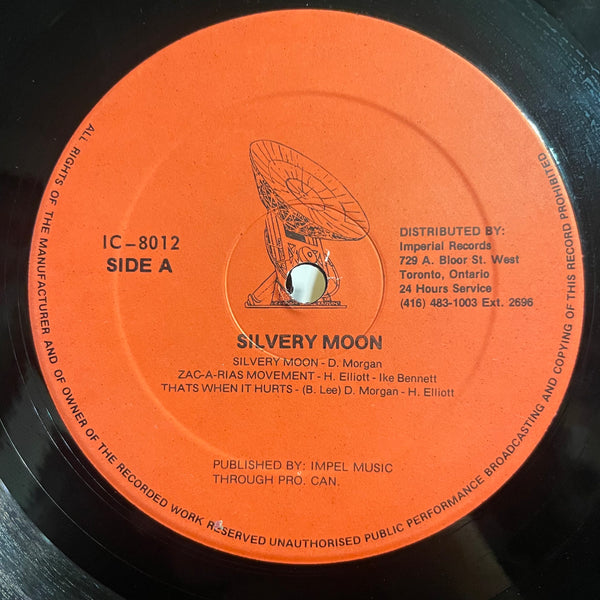 ALL RIGHTS OF THE MANUFACTURER AND OF OWNER OF THE RECORDED WORK RESERVED UNAUTHORISED PUBLIC PERFORMANCE BROADCASTING AND COPYING OF THIS RECORD PROHIBITED
IC-8012
SIDE A
DISTRIBUTED BY:
Imperial Records
729 A. Bloor St. West
Toronto, Ontario
24 Hours Service
(416) 483-1003 Ext. 2696
SILVERY MOON
SILVERY MOON - D. Morgan
ZAC-A-RIAS MOVEMENT - H. Elliott - Ike Bennett
THATS WHEN IT HURTS - (B. Lee) D. Morgan - H. Elliott
PUBLISHED BY: IMPEL MUSIC
THROUGH PRO. CAN.